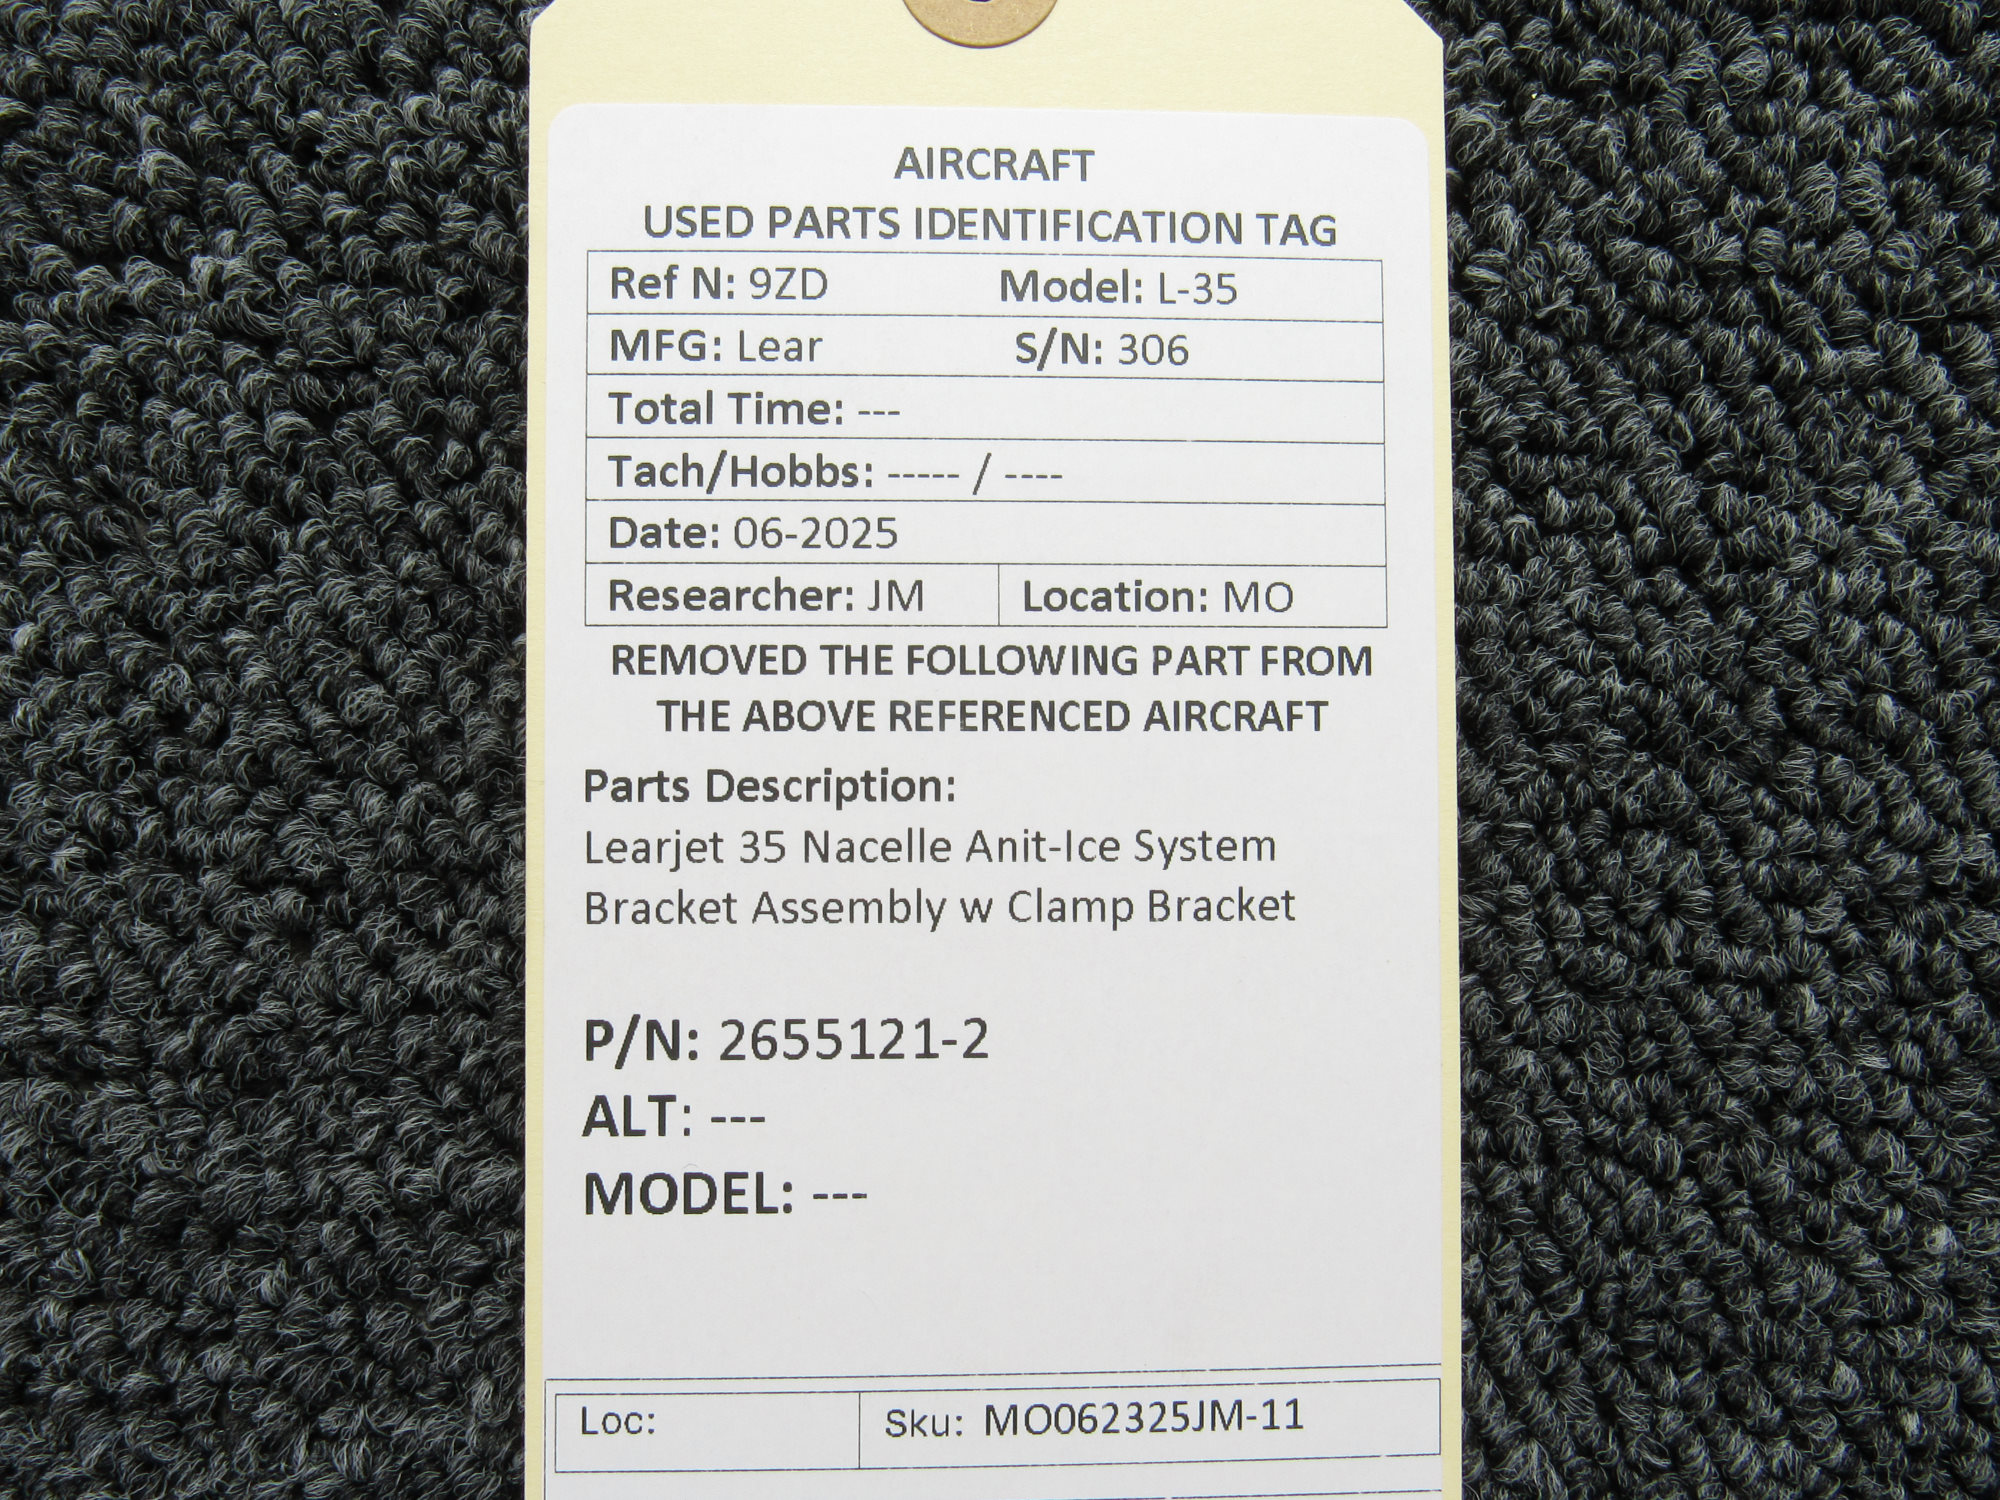 AIRCRAFT
USED PARTS IDENTIFICATION TAG
Ref N: 9ZD Model: L-35
MFG: Lear S/N: 306
Total Time: ---
Tach/Hobbs: ----- / ----
Date: 06-2025
Researcher: JM Location: MO
REMOVED THE FOLLOWING PART FROM
THE ABOVE REFERENCED AIRCRAFT
Parts Description:
Learjet 35 Nacelle Anit-Ice System
Bracket Assembly w Clamp Bracket
P/N: 2655121-2
ALT: ---
MODEL: ---
Loc: Sku: MO062325JM-11